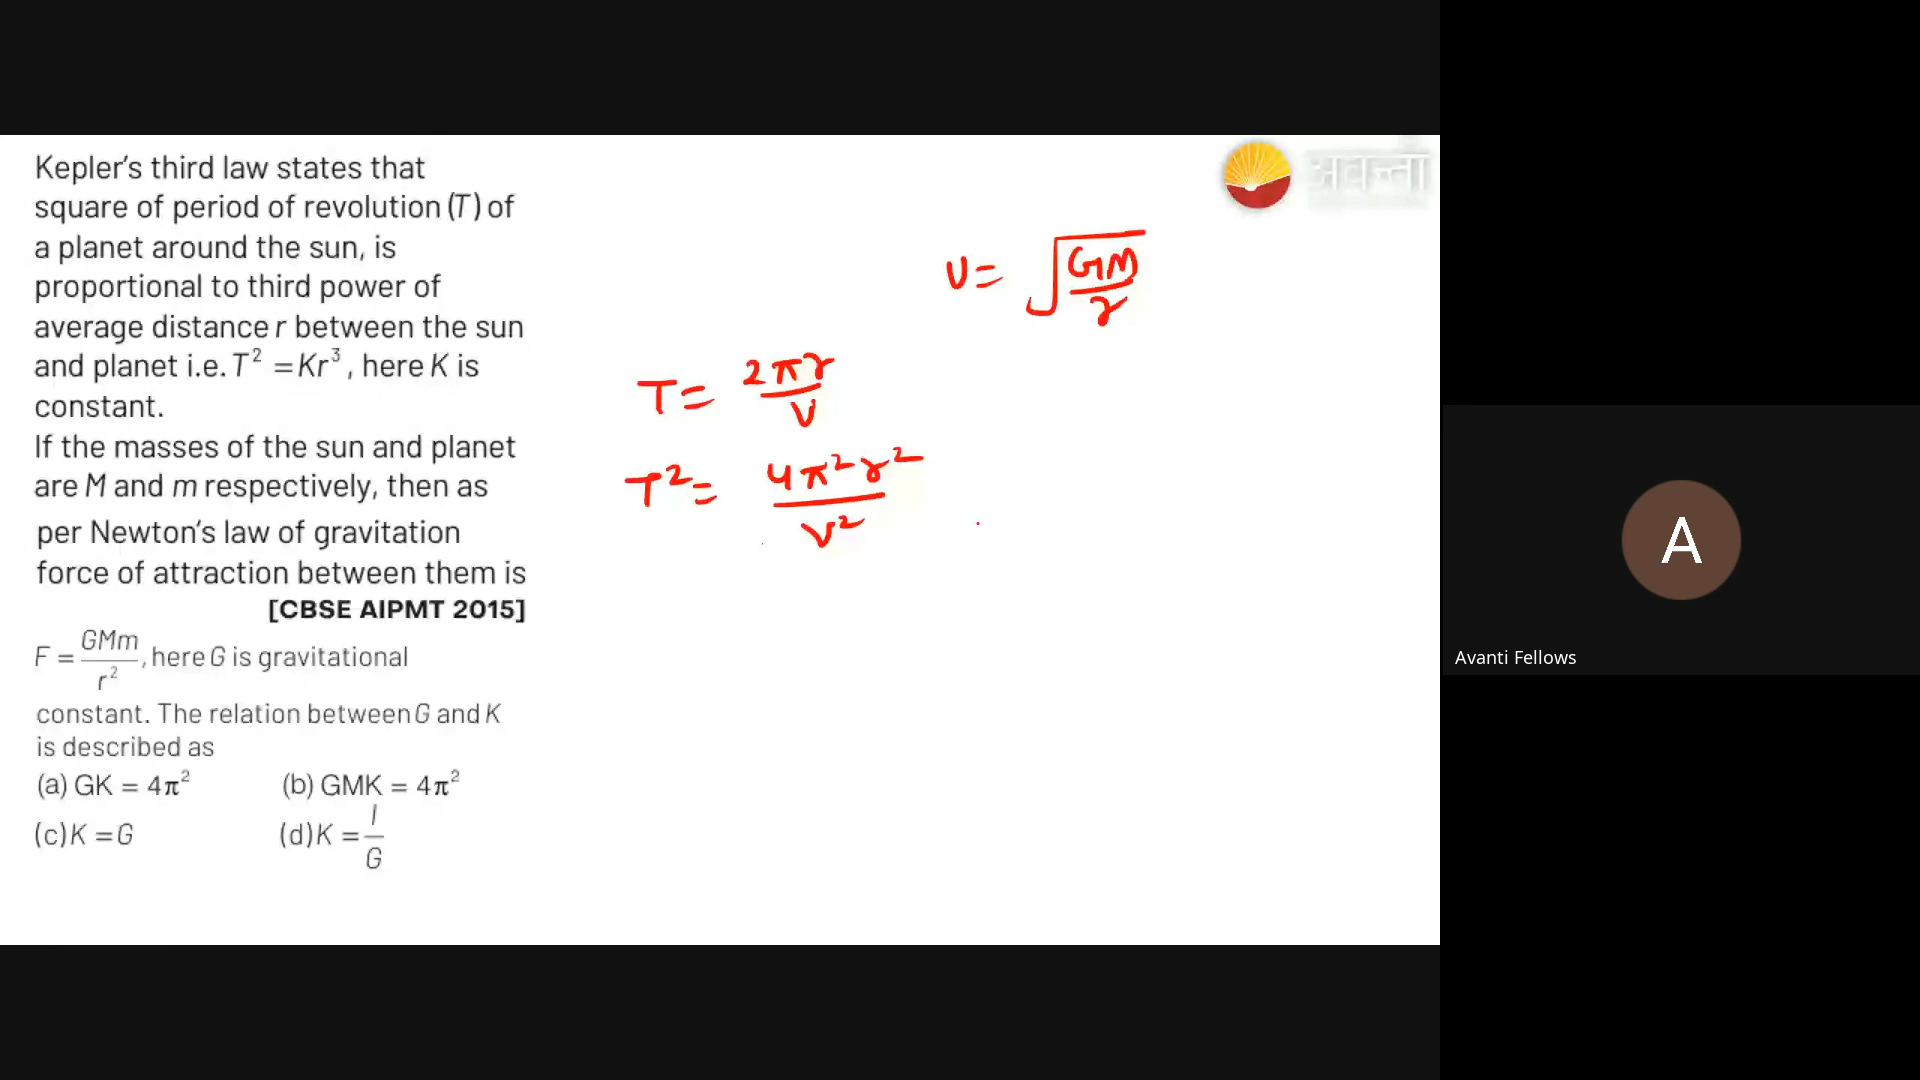 Kepler's third law states that
square of period of revolution (T) of
a planet around the sun, is
proportional to third power of
average distance r between the sun
and planet i.e. T² = Kr³, here K is
constant.
If the masses of the sun and planet
are M and m respectively, then as
per Newton's law of gravitation
force of attraction between them is
[CBSE AIPMT 2015]
F = GMm/r², here G is gravitational
constant. The relation between G and K
is described as
(a) GK = 4π² (b) GMK = 4π²
(c) K = G (d) K = 1/G
अवन्ती
v = √(GM/r)
T = 2πr/v
T² = 4π²r²/v²
A
Avanti Fellows